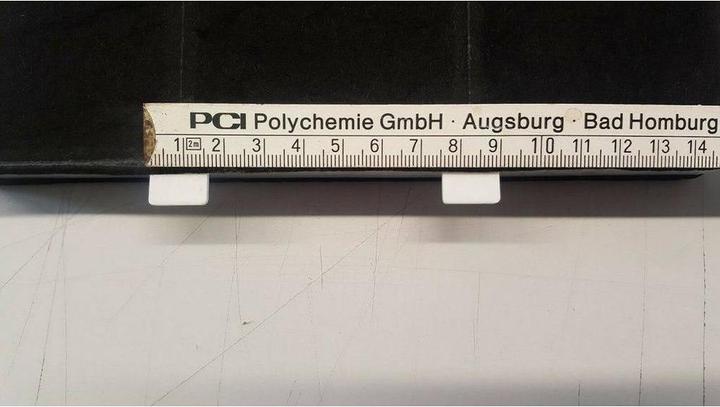 PCI Polychemie GmbH · Augsburg · Bad Homburg
1 2m 2 3 4 5 6 7 8 9 10 11 12 13 14